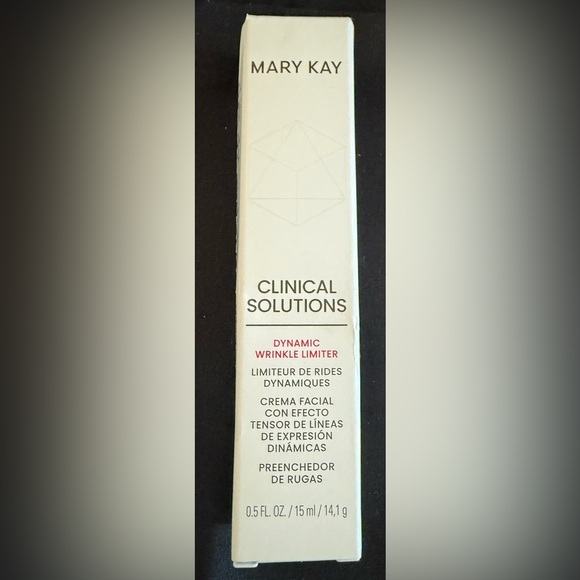 MARY KAY
CLINICAL
SOLUTIONS
DYNAMIC
WRINKLE LIMITER
LIMITEUR DE RIDES
DYNAMIQUES
CREMA FACIAL
CON EFECTO
TENSOR DE LÍNEAS
DE EXPRESIÓN
DINÁMICAS
PREENCHEDOR
DE RUGAS
0.5 FL. OZ. / 15 ml / 14,1 g